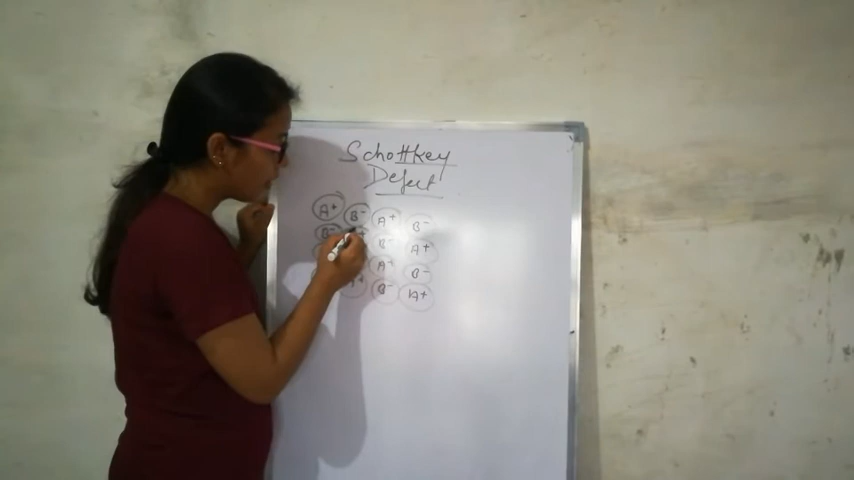 Schottkey
Defect
A+ B- A+ B-
B- B- A+
A+ B-
B- A+